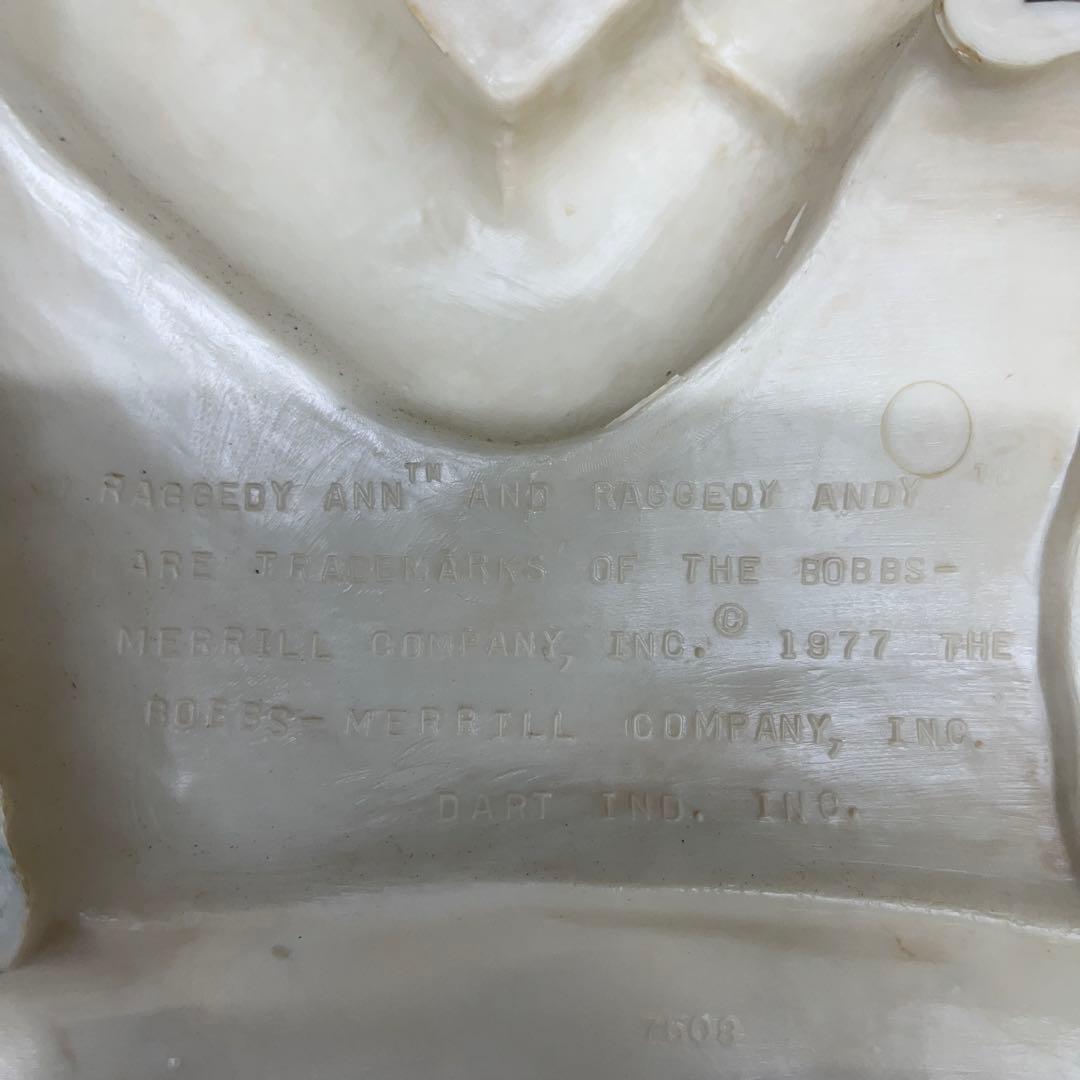 RAGGEDY ANN™ AND RAGGEDY ANDY™
ARE TRADEMARKS OF THE BOBBS-
MERRILL COMPANY, INC.© 1977 THE
BOBBS-MERRILL COMPANY, INC.
DART IND. INC.
7508